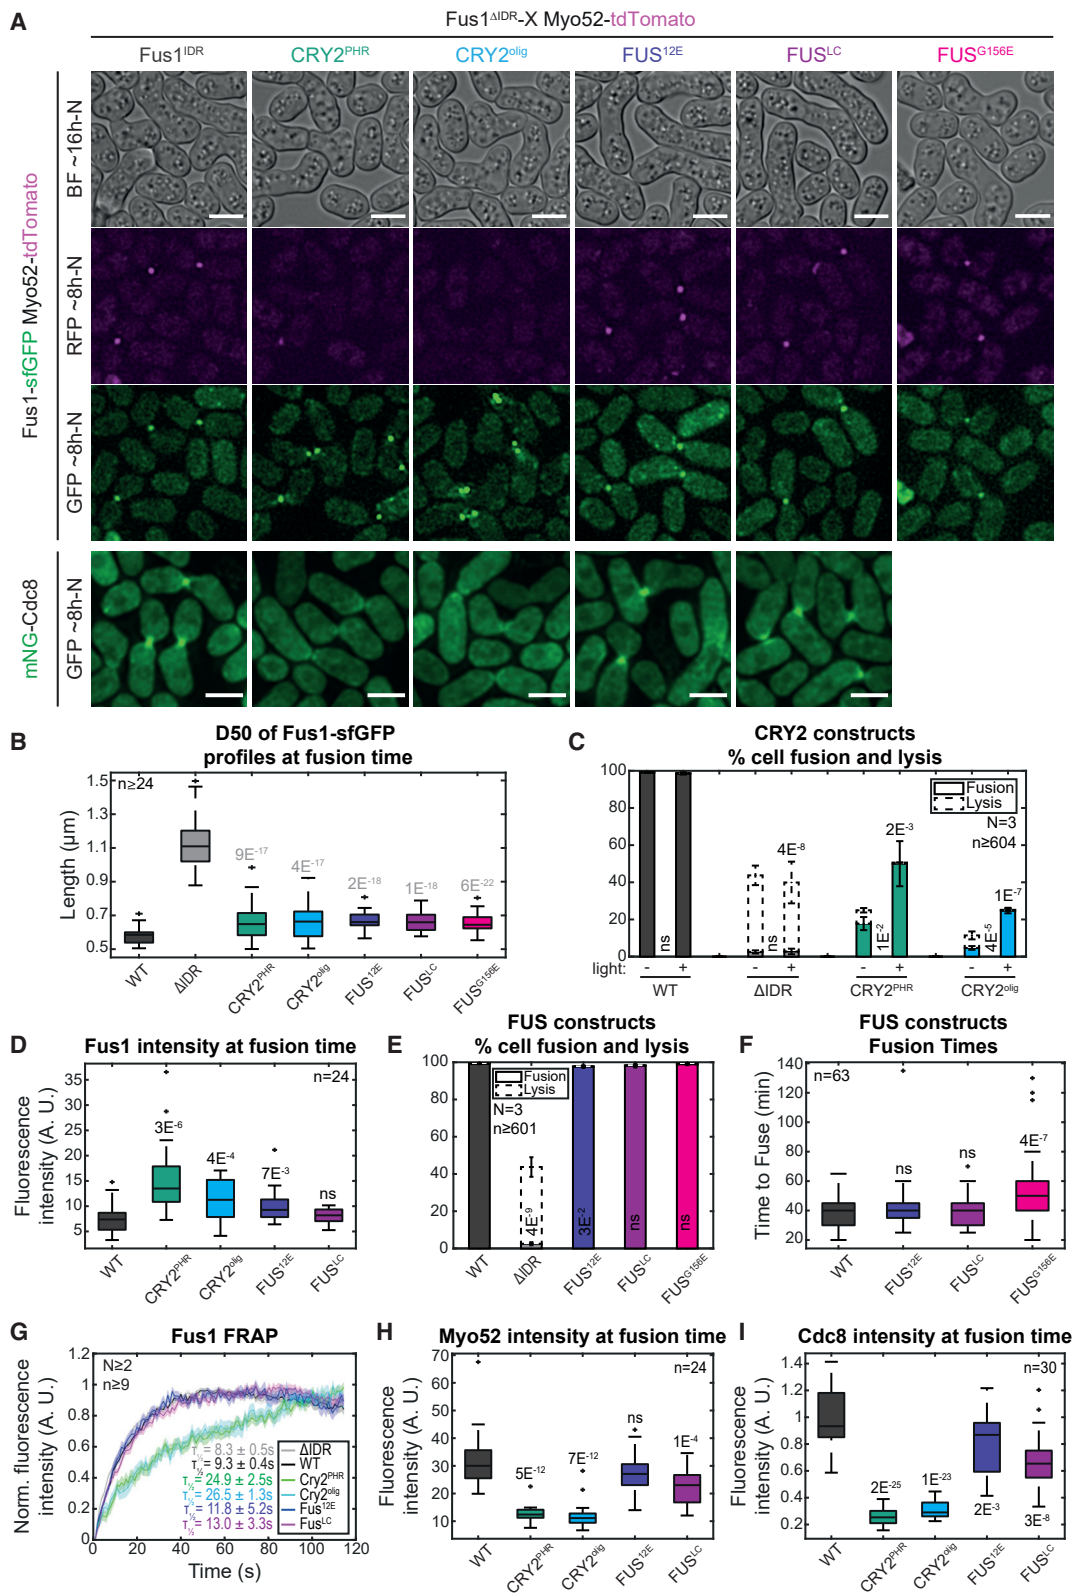 A
Fus1ΔIDR-X Myo52-tdTomato
Fus1IDR CRY2PHR CRY2olig FUS12E FUSLC FUSG156E
Fus1-sfGFP Myo52-tdTomato
BF ~16h-N
RFP ~8h-N
GFP ~8h-N
mNG-Cdc8
GFP ~8h-N
B
D50 of Fus1-sfGFP
profiles at fusion time
n≥24
Length (µm)
1.5
1.3
1.1
0.9
0.7
0.5
9E-17
4E-17
2E-18
1E-18
6E-22
WT
ΔIDR
CRY2PHR
CRY2olig
FUS12E
FUSLC
FUSG156E
C
CRY2 constructs
% cell fusion and lysis
100
80
60
40
20
0
Fusion
Lysis
N=3
n≥604
ns
ns
4E-8
1E-2
2E-3
4E-5
1E-7
light: - + - + - + - +
WT ΔIDR CRY2PHR CRY2olig
D
Fus1 intensity at fusion time
n=24
Fluorescence
intensity (A. U.)
35
30
25
20
15
10
5
3E-6
4E-4
7E-3
ns
WT
CRY2PHR
CRY2olig
FUS12E
FUSLC
E
FUS constructs
% cell fusion and lysis
100
80
60
40
20
0
Fusion
Lysis
N=3
n≥601
4E-9
3E-2
ns
ns
WT
ΔIDR
FUS12E
FUSLC
FUSG156E
F
FUS constructs
Fusion Times
n=63
Time to Fuse (min)
140
120
100
80
60
40
20
ns
ns
4E-7
WT
FUS12E
FUSLC
FUSG156E
G
Fus1 FRAP
N≥2
n≥9
Norm. fluorescence
intensity (A. U.)
1.2
1
0.8
0.6
0.4
0.2
0
τ½= 8.3 ± 0.5s
τ½= 9.3 ± 0.4s
τ½= 24.9 ± 2.5s
τ½= 26.5 ± 1.3s
τ½= 11.8 ± 5.2s
τ½= 13.0 ± 3.3s
ΔIDR
WT
Cry2PHR
Cry2olig
Fus12E
FusLC
0 20 40 60 80 100 120
Time (s)
H
Myo52 intensity at fusion time
n=24
Fluorescence
intensity (A. U.)
70
60
50
40
30
20
10
5E-12
7E-12
ns
1E-4
WT
CRY2PHR
CRY2olig
FUS12E
FUSLC
I
Cdc8 intensity at fusion time
n=30
Fluorescence
intensity (A. U.)
1.4
1.2
1
0.8
0.6
0.4
0.2
2E-25
1E-23
2E-3
3E-8
WT
CRY2PHR
CRY2olig
FUS12E
FUSLC